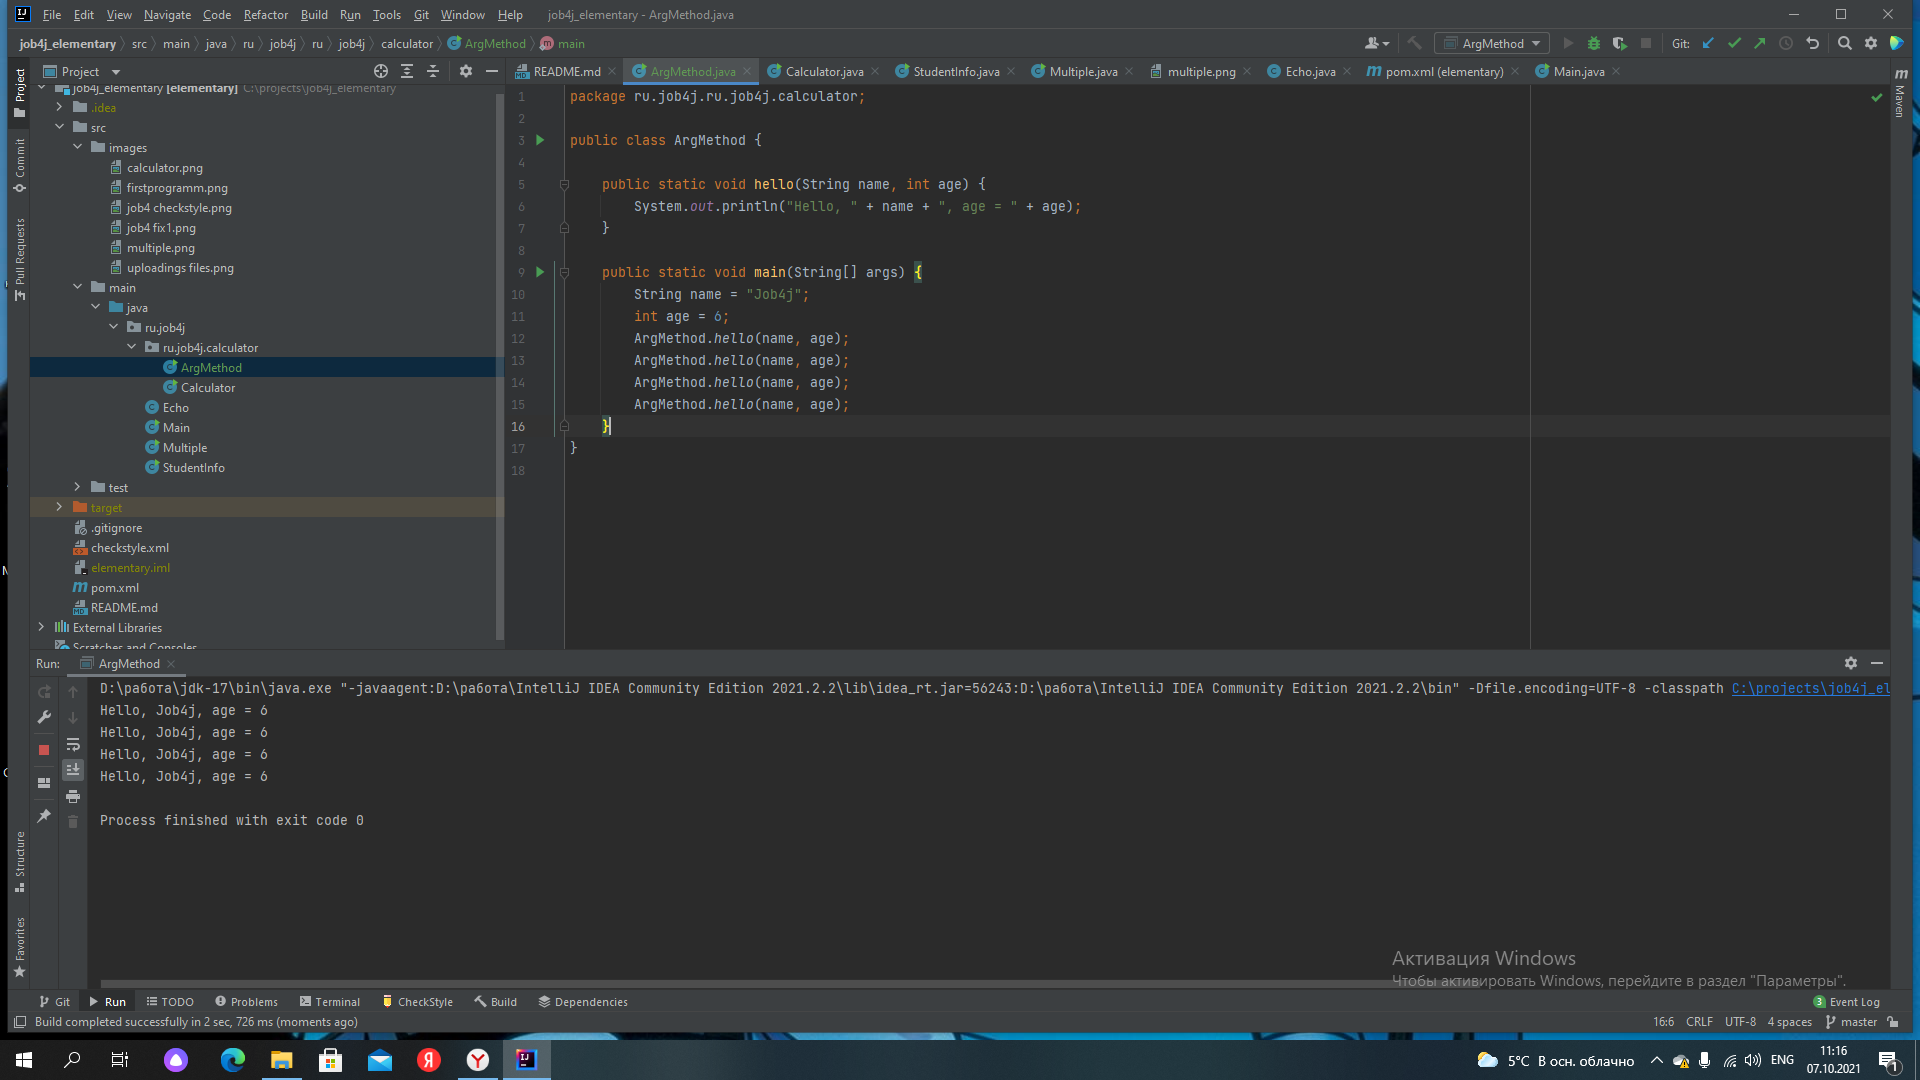 File Edit View Navigate Code Refactor Build Run Tools Git Window Help job4j_elementary - ArgMethod.java
job4j_elementary src main java ru job4j ru job4j calculator ArgMethod main
ArgMethod Git:
Project
README.md ArgMethod.java Calculator.java StudentInfo.java Multiple.java multiple.png Echo.java pom.xml (elementary) Main.java
Project
Commit
Pull Requests
Structure
Favorites
Maven
job4j_elementary [elementary] C:\projects\job4j_elementary
.idea
src
images
calculator.png
firstprogramm.png
job4 checkstyle.png
job4 fix1.png
multiple.png
uploadings files.png
main
java
ru.job4j
ru.job4j.calculator
ArgMethod
Calculator
Echo
Main
Multiple
StudentInfo
test
target
.gitignore
checkstyle.xml
elementary.iml
pom.xml
README.md
External Libraries
Scratches and Consoles
1 package ru.job4j.ru.job4j.calculator;
2
3 public class ArgMethod {
4
5 public static void hello(String name, int age) {
6 System.out.println("Hello, " + name + ", age = " + age);
7 }
8
9 public static void main(String[] args) {
10 String name = "Job4j";
11 int age = 6;
12 ArgMethod.hello(name, age);
13 ArgMethod.hello(name, age);
14 ArgMethod.hello(name, age);
15 ArgMethod.hello(name, age);
16 }
17 }
18
Run: ArgMethod
D:\работа\jdk-17\bin\java.exe "-javaagent:D:\работа\IntelliJ IDEA Community Edition 2021.2.2\lib\idea_rt.jar=56243:D:\работа\IntelliJ IDEA Community Edition 2021.2.2\bin" -Dfile.encoding=UTF-8 -classpath C:\projects\job4j_el
Hello, Job4j, age = 6
Hello, Job4j, age = 6
Hello, Job4j, age = 6
Hello, Job4j, age = 6
Process finished with exit code 0
Активация Windows
Чтобы активировать Windows, перейдите в раздел "Параметры".
Git Run TODO Problems Terminal CheckStyle Build Dependencies 3 Event Log
Build completed successfully in 2 sec, 726 ms (moments ago) 16:6 CRLF UTF-8 4 spaces master
5°C В осн. облачно ENG 11:16
07.10.2021 1